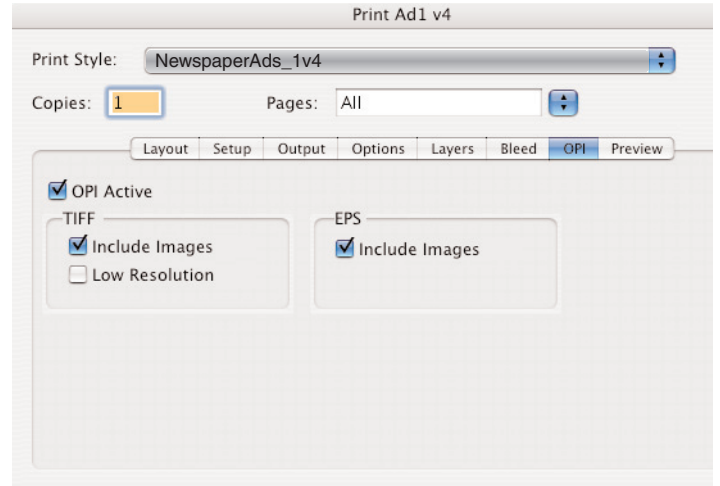 Print Ad1 v4
Print Style: NewspaperAds_1v4
Copies: 1 Pages: All
Layout Setup Output Options Layers Bleed OPI Preview
OPI Active
TIFF EPS
Include Images Include Images
Low Resolution